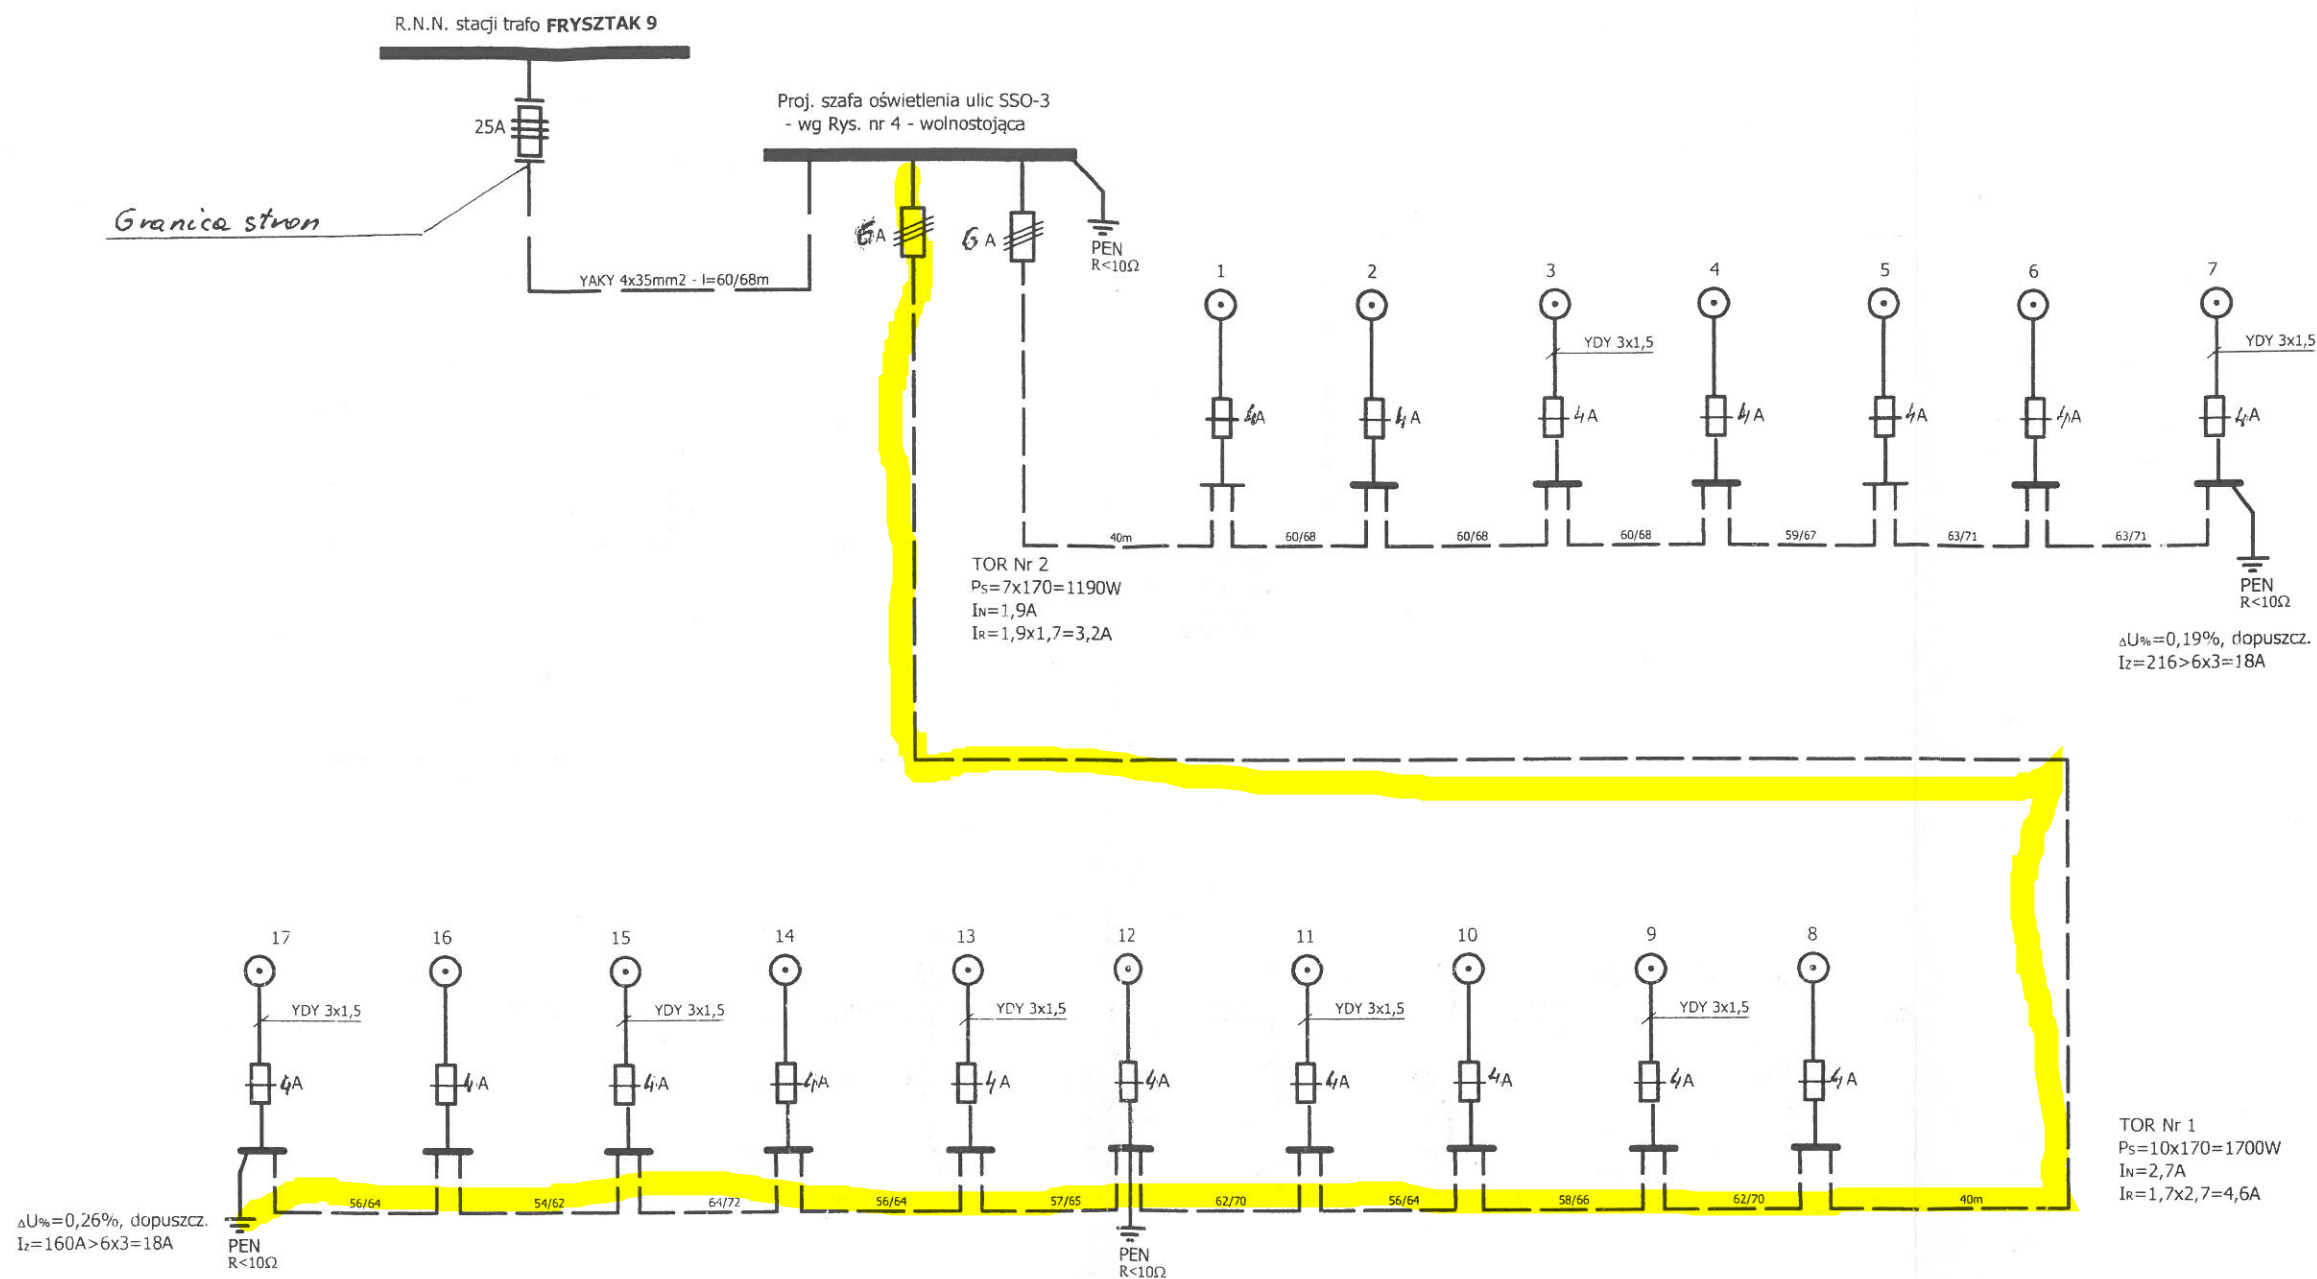 R.N.N. stacji trafo FRYSZTAK 9
25A
Granica stron
YAKY 4x35mm2 - l=60/68m
Proj. szafa oświetlenia ulic SSO-3
- wg Rys. nr 4 - wolnostojąca
6A
6 A
PEN
R<10Ω
1
2
3
4
5
6
7
YDY 3x1,5
YDY 3x1,5
4A
4A
4A
4A
4A
4A
4A
40m
60/68
60/68
60/68
59/67
63/71
63/71
TOR Nr 2
PS=7x170=1190W
IN=1,9A
IR=1,9x1,7=3,2A
PEN
R<10Ω
ΔU%=0,19%, dopuszcz.
Iz=216>6x3=18A
17
16
15
14
13
12
11
10
9
8
YDY 3x1,5
YDY 3x1,5
YDY 3x1,5
YDY 3x1,5
YDY 3x1,5
4A
4A
4A
4A
4A
4A
4A
4A
4A
4A
TOR Nr 1
PS=10x170=1700W
IN=2,7A
IR=1,7x2,7=4,6A
56/64
54/62
64/72
56/64
57/65
62/70
56/64
58/66
62/70
40m
ΔU%=0,26%, dopuszcz.
Iz=160A>6x3=18A
PEN
R<10Ω
PEN
R<10Ω